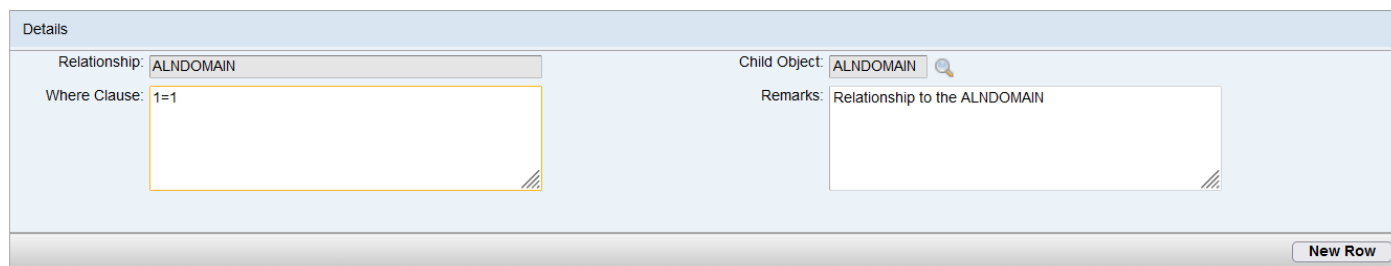 Details
Relationship: ALNDOMAIN
Child Object: ALNDOMAIN
Where Clause: 1=1
Remarks: Relationship to the ALNDOMAIN
New Row